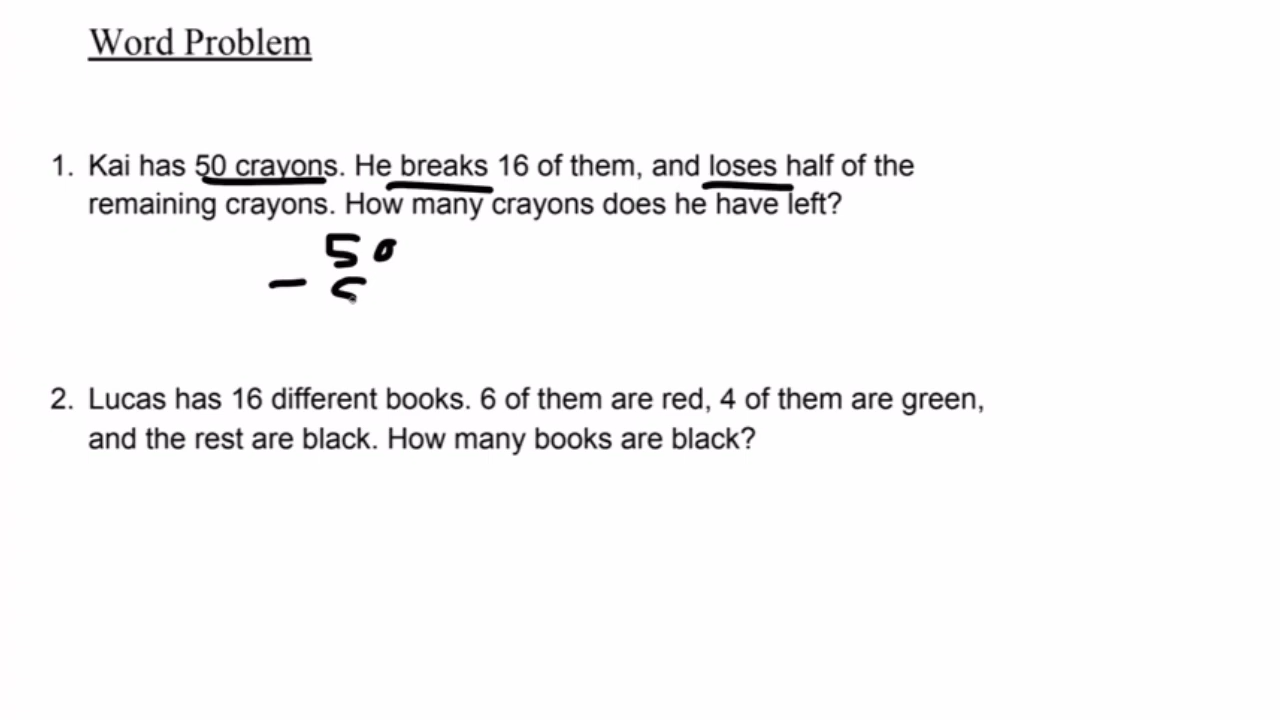 Word Problem
1. Kai has 50 crayons. He breaks 16 of them, and loses half of the
remaining crayons. How many crayons does he have left?
50
-
2. Lucas has 16 different books. 6 of them are red, 4 of them are green,
and the rest are black. How many books are black?